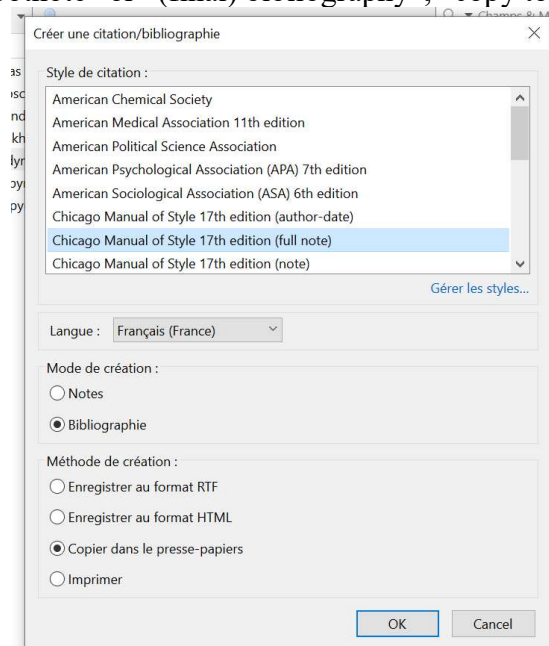 (final) bibliography", "copy to
Créer une citation/bibliographie
Style de citation :
American Chemical Society
American Medical Association 11th edition
American Political Science Association
American Psychological Association (APA) 7th edition
American Sociological Association (ASA) 6th edition
Chicago Manual of Style 17th edition (author-date)
Chicago Manual of Style 17th edition (full note)
Chicago Manual of Style 17th edition (note)
Gérer les styles...
Langue : Français (France)
Mode de création :
Notes
Bibliographie
Méthode de création :
Enregistrer au format RTF
Enregistrer au format HTML
Copier dans le presse-papiers
Imprimer
OK Cancel